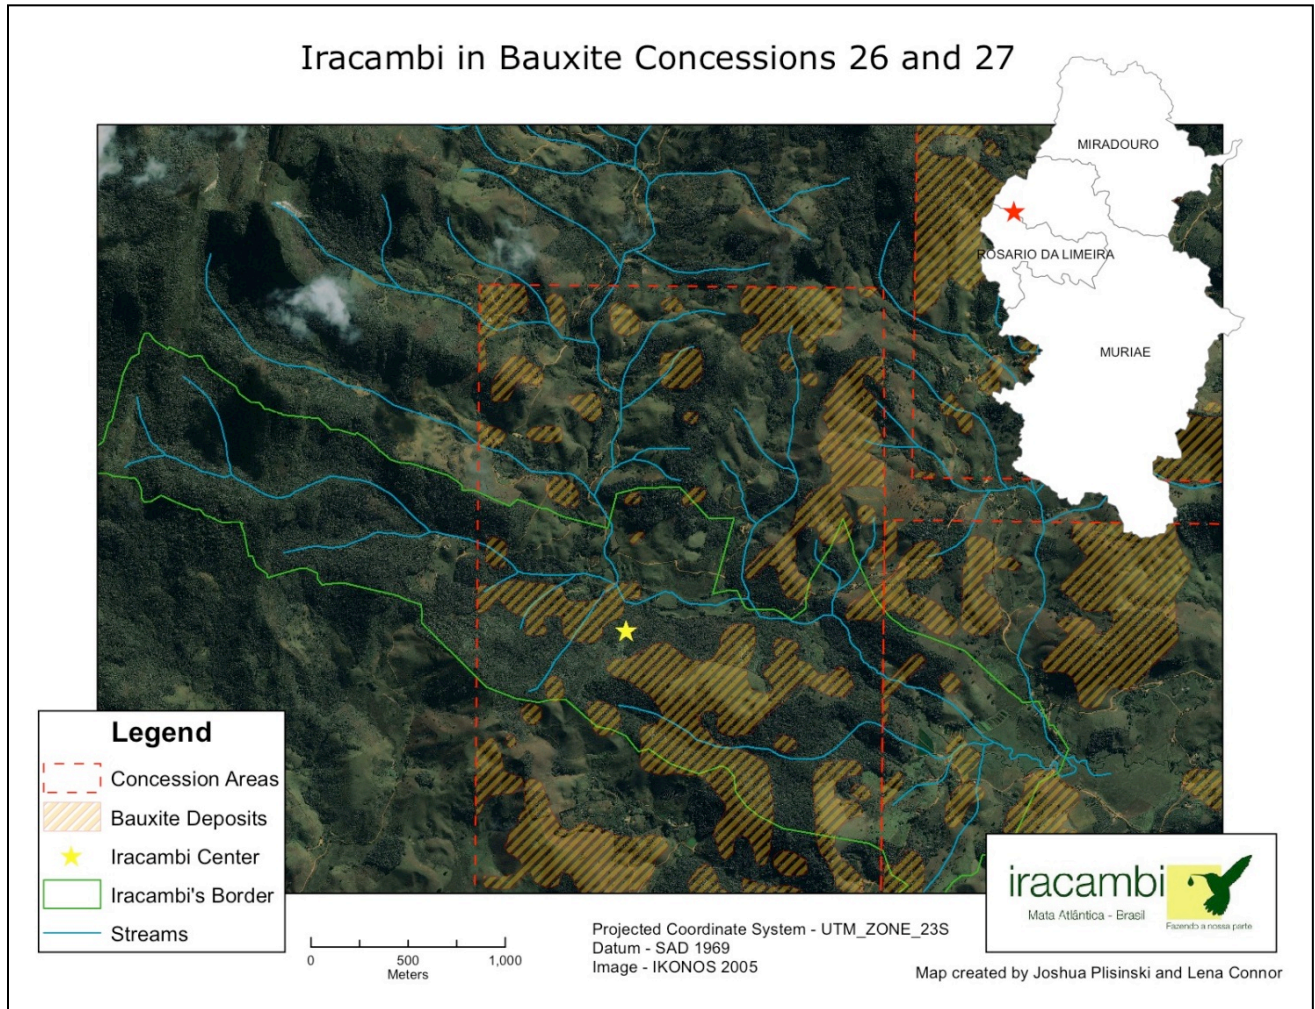 Iracambi in Bauxite Concessions 26 and 27
MIRADOURO
ROSARIO DA LIMEIRA
MURIAE
Legend
Concession Areas
Bauxite Deposits
Iracambi Center
Iracambi's Border
Streams
0 500 1,000
Meters
Projected Coordinate System - UTM_ZONE_23S
Datum - SAD 1969
Image - IKONOS 2005
iracambi
Mata Atlântica - Brasil
Fazendo a nossa parte
Map created by Joshua Plisinski and Lena Connor